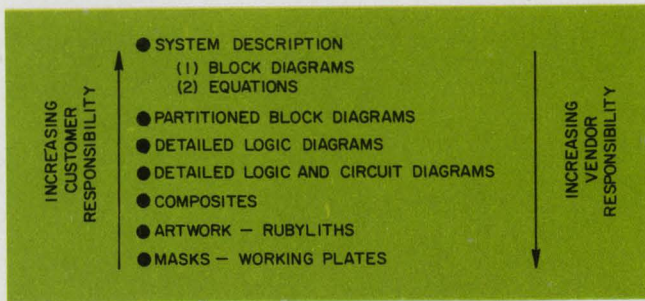 INCREASING
CUSTOMER
RESPONSIBILITY
● SYSTEM DESCRIPTION
(1) BLOCK DIAGRAMS
(2) EQUATIONS
● PARTITIONED BLOCK DIAGRAMS
● DETAILED LOGIC DIAGRAMS
● DETAILED LOGIC AND CIRCUIT DIAGRAMS
● COMPOSITES
● ARTWORK — RUBYLITHS
● MASKS — WORKING PLATES
INCREASING
VENDOR
RESPONSIBILITY